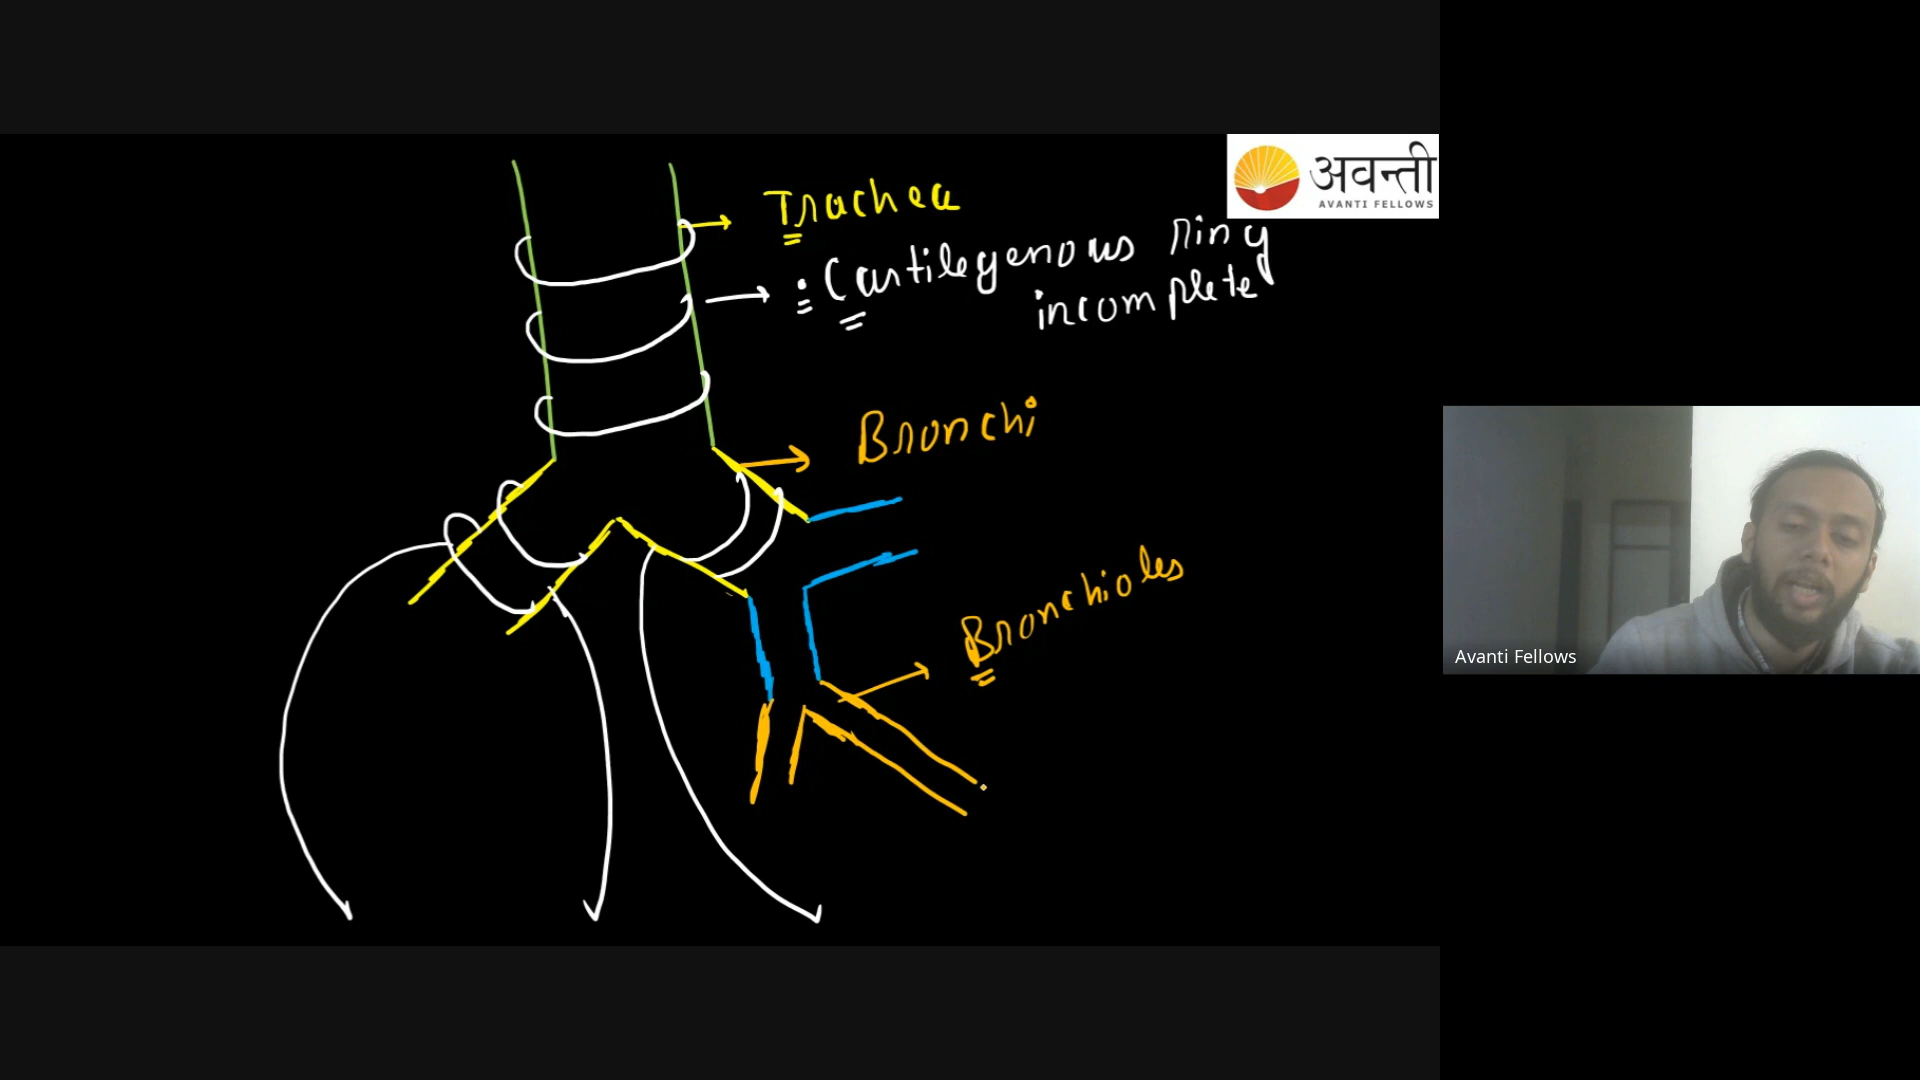 Trachea
अवन्ती
AVANTI FELLOWS
: Cartilegenous ring
incomplete
Bronchi
Bronchioles
Avanti Fellows